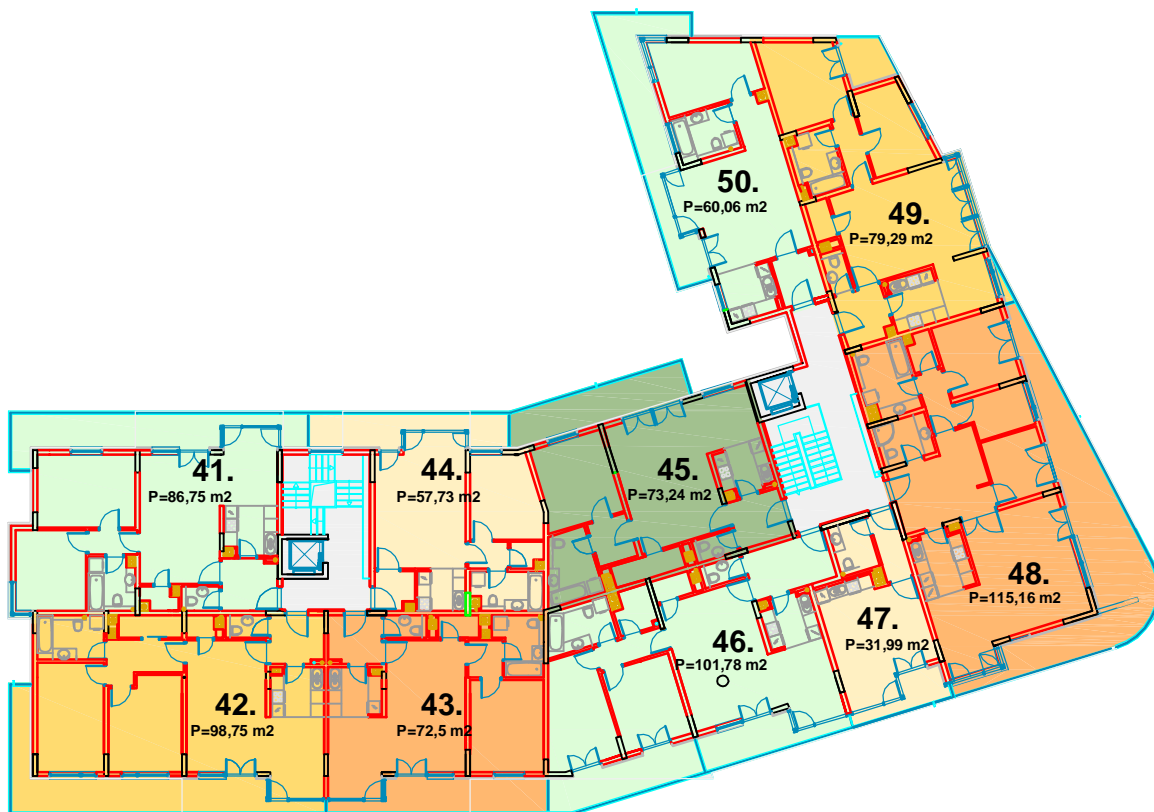 50.
P=60,06 m2
49.
P=79,29 m2
41.
P=86,75 m2
44.
P=57,73 m2
45.
P=73,24 m2
42.
P=98,75 m2
43.
P=72,5 m2
46.
P=101,78 m2
47.
P=31,99 m2
48.
P=115,16 m2